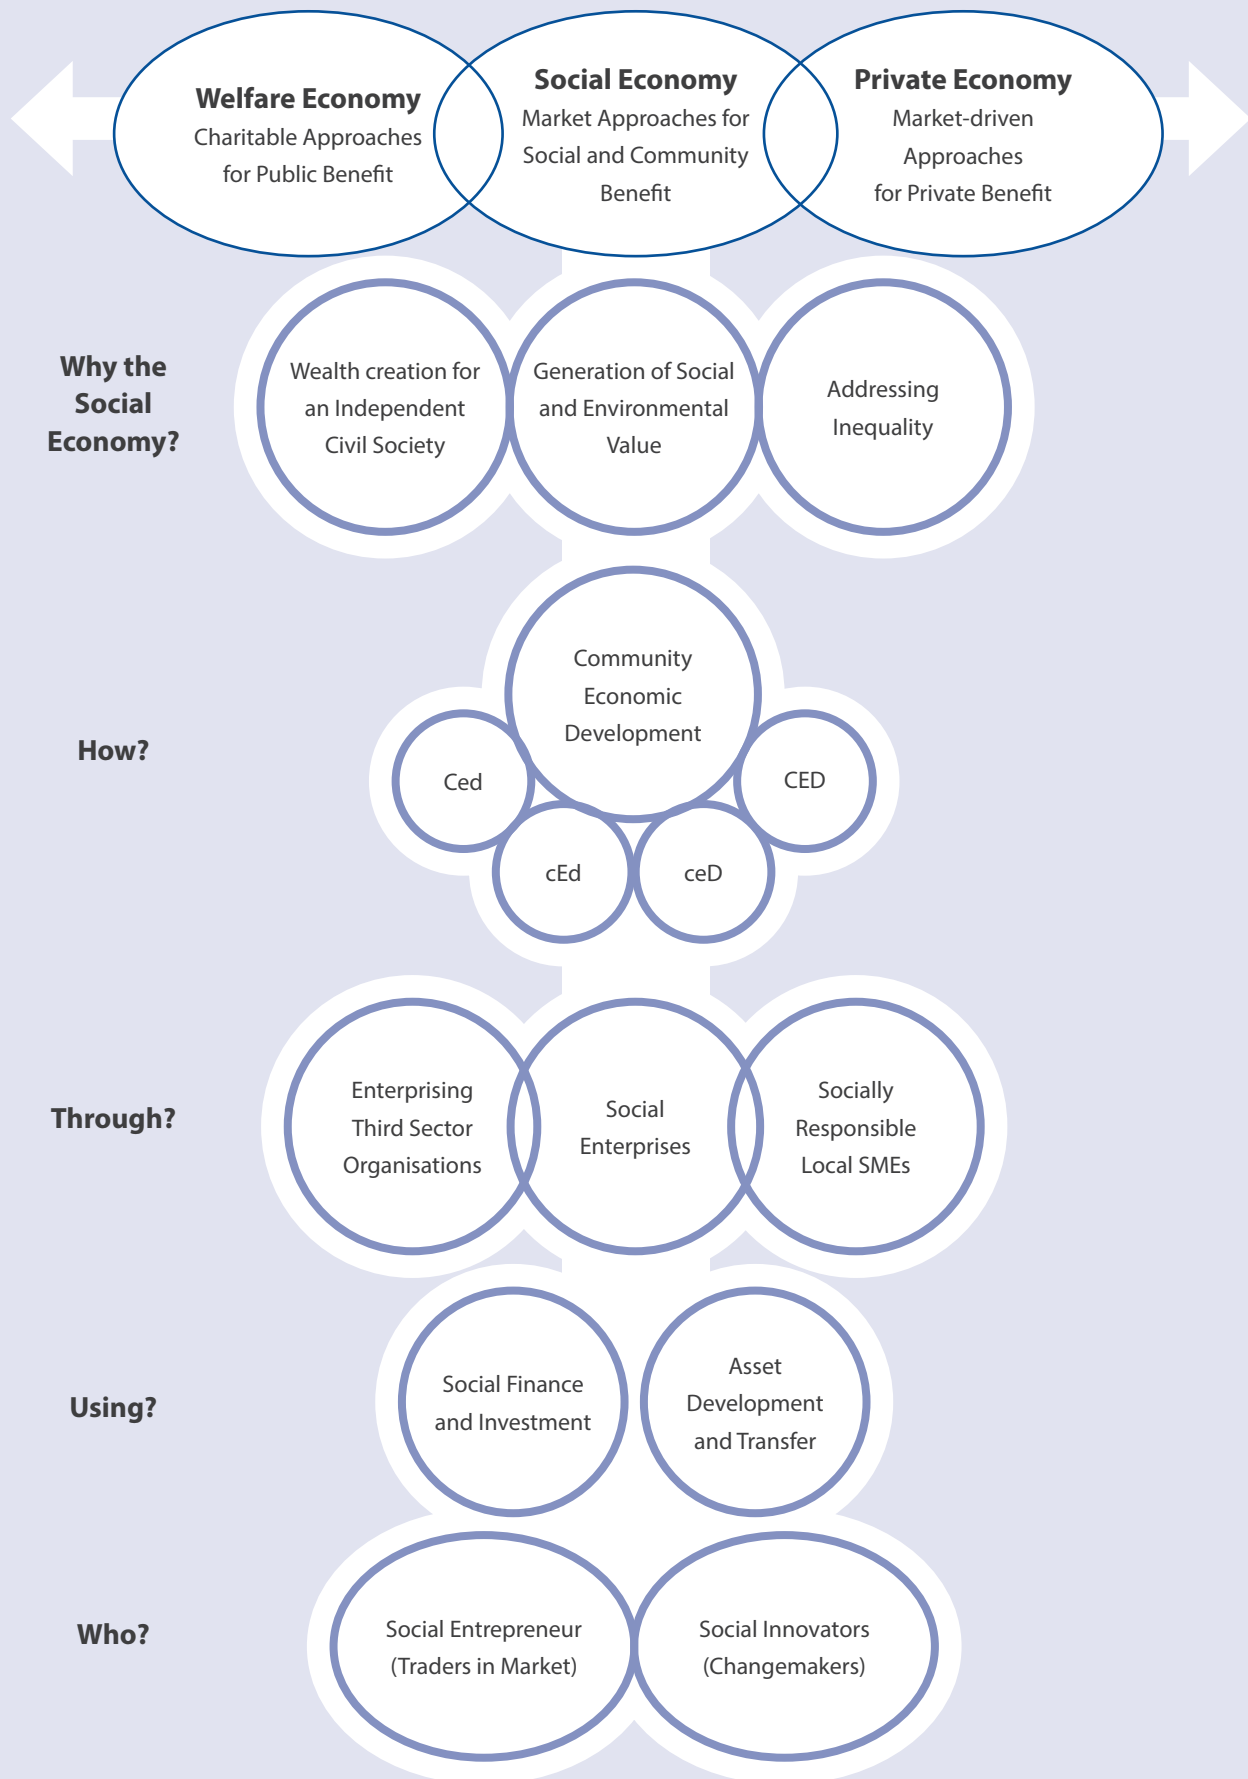 Welfare Economy
Charitable Approaches
for Public Benefit
Social Economy
Market Approaches for
Social and Community
Benefit
Private Economy
Market-driven
Approaches
for Private Benefit
Why the
Social
Economy?
Wealth creation for
an Independent
Civil Society
Generation of Social
and Environmental
Value
Addressing
Inequality
How?
Community
Economic
Development
Ced
cEd
ceD
CED
Through?
Enterprising
Third Sector
Organisations
Social
Enterprises
Socially
Responsible
Local SMEs
Using?
Social Finance
and Investment
Asset
Development
and Transfer
Who?
Social Entrepreneur
(Traders in Market)
Social Innovators
(Changemakers)